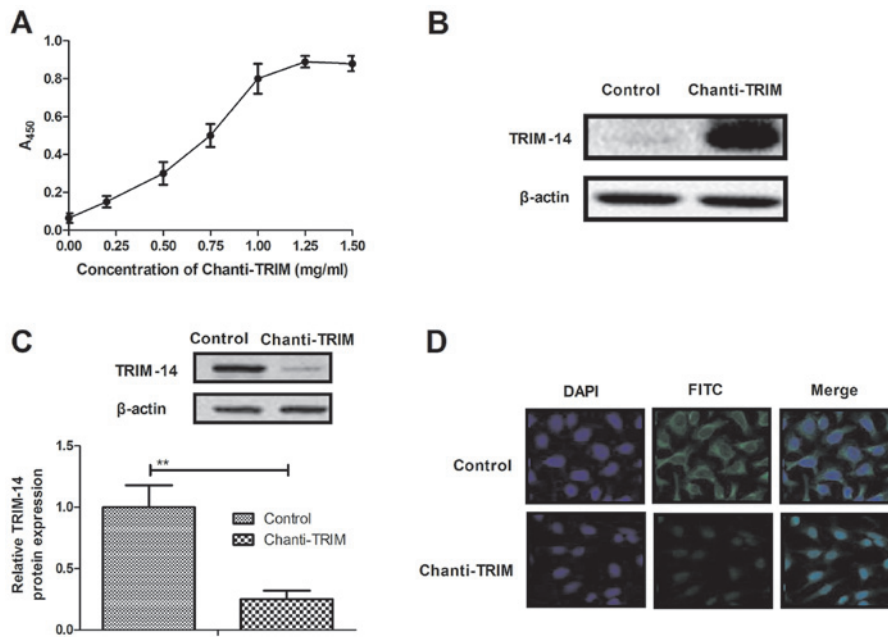 A
A450
1.0
0.8
0.6
0.4
0.2
0.0
0.00 0.25 0.50 0.75 1.00 1.25 1.50
Concentration of Chanti-TRIM (mg/ml)
B
Control Chanti-TRIM
TRIM-14
β-actin
C
Control Chanti-TRIM
TRIM-14
β-actin
Relative TRIM-14
protein expression
1.5
1.0
0.5
0.0
**
Control
Chanti-TRIM
D
DAPI FITC Merge
Control
Chanti-TRIM